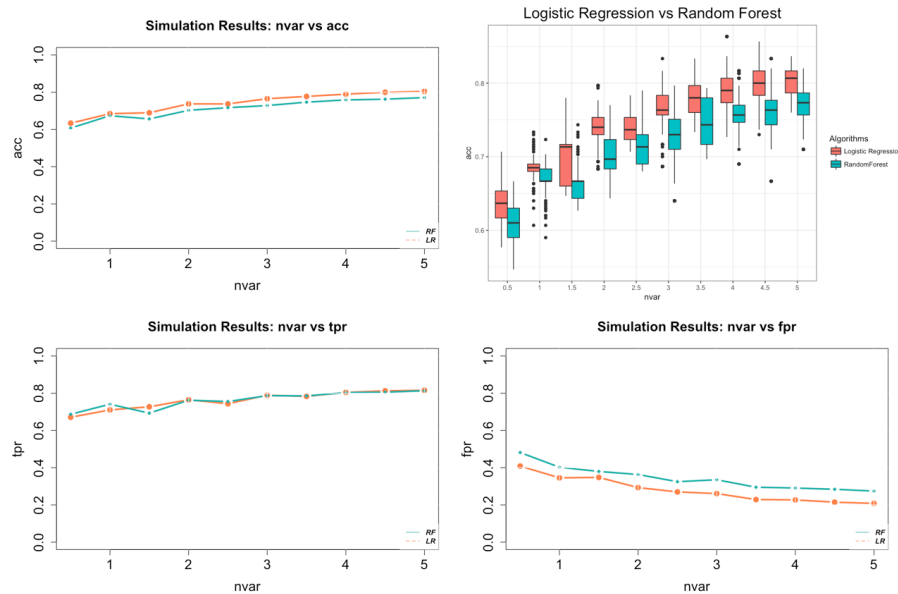 Simulation Results: nvar vs acc
acc
0.0 0.2 0.4 0.6 0.8 1.0
1 2 3 4 5
nvar
RF
LR
Logistic Regression vs Random Forest
acc
0.8
0.7
0.6
0.5 1 1.5 2 2.5 3 3.5 4 4.5 5
nvar
Algorithms
Logistic Regressio
RandomForest
Simulation Results: nvar vs tpr
tpr
0.0 0.2 0.4 0.6 0.8 1.0
1 2 3 4 5
nvar
RF
LR
Simulation Results: nvar vs fpr
fpr
0.0 0.2 0.4 0.6 0.8 1.0
1 2 3 4 5
nvar
RF
LR